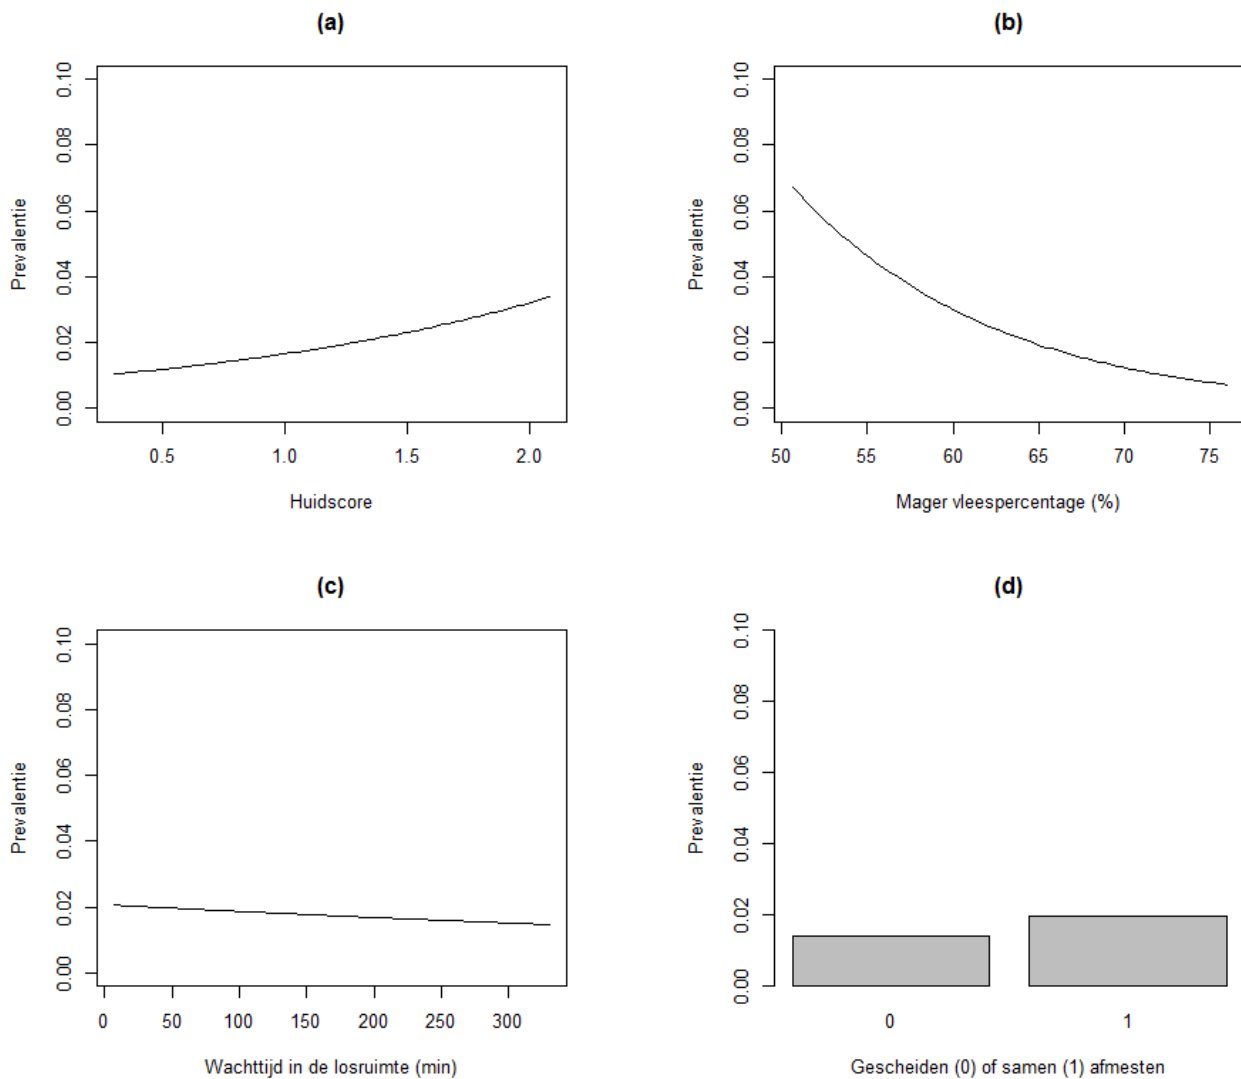 (a)
0.10
0.08
0.06
0.04
0.02
0.00
Prevalentie
0.5 1.0 1.5 2.0
Huidscore
(b)
0.10
0.08
0.06
0.04
0.02
0.00
Prevalentie
50 55 60 65 70 75
Mager vleespercentage (%)
(c)
0.10
0.08
0.06
0.04
0.02
0.00
Prevalentie
0 50 100 150 200 250 300
Wachttijd in de losruimte (min)
(d)
0.10
0.08
0.06
0.04
0.02
0.00
Prevalentie
0 1
Gescheiden (0) of samen (1) afmesten